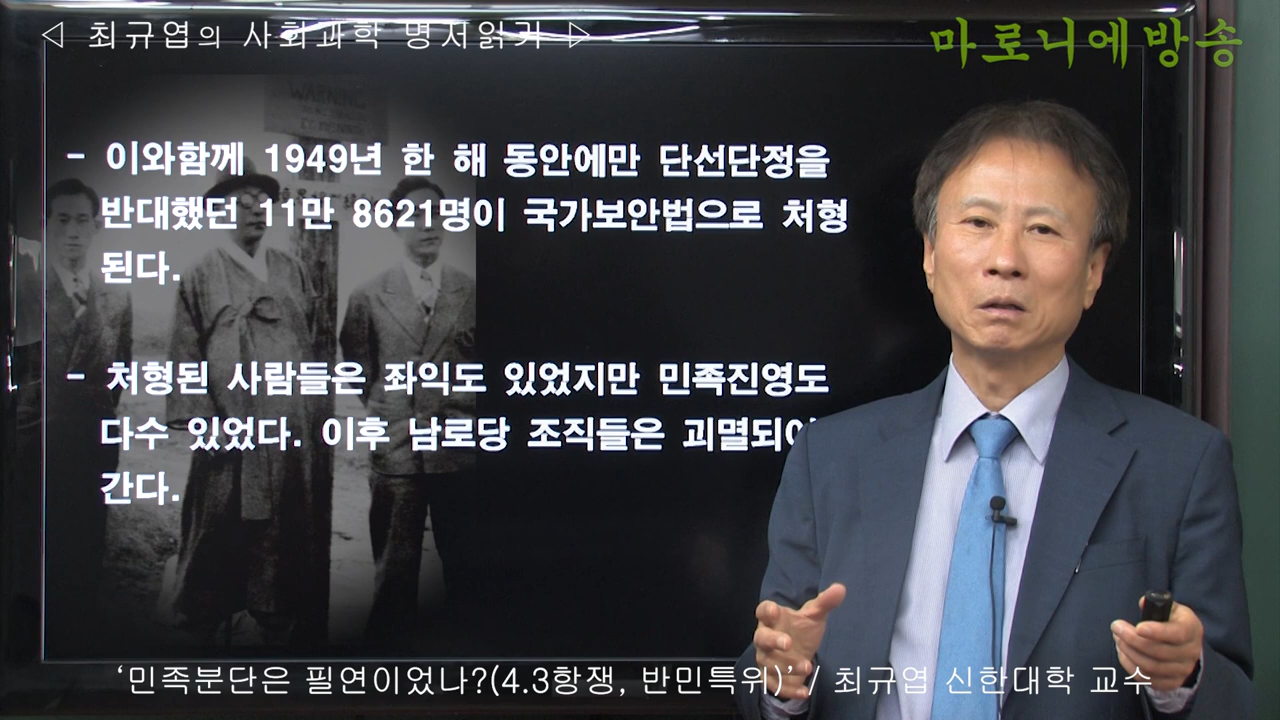 ◁ 최규엽의 사회과학 명저읽기 ▷
마로니에방송
WARNING
- 이와함께 1949년 한 해 동안에만 단선단정을
반대했던 11만 8621명이 국가보안법으로 처형
된다.
- 처형된 사람들은 좌익도 있었지만 민족진영도
다수 있었다. 이후 남로당 조직들은
간다.
‘민족분단은 필연이었나?(4.3항쟁, 반민특위)’ / 최규엽 신한대학 교수